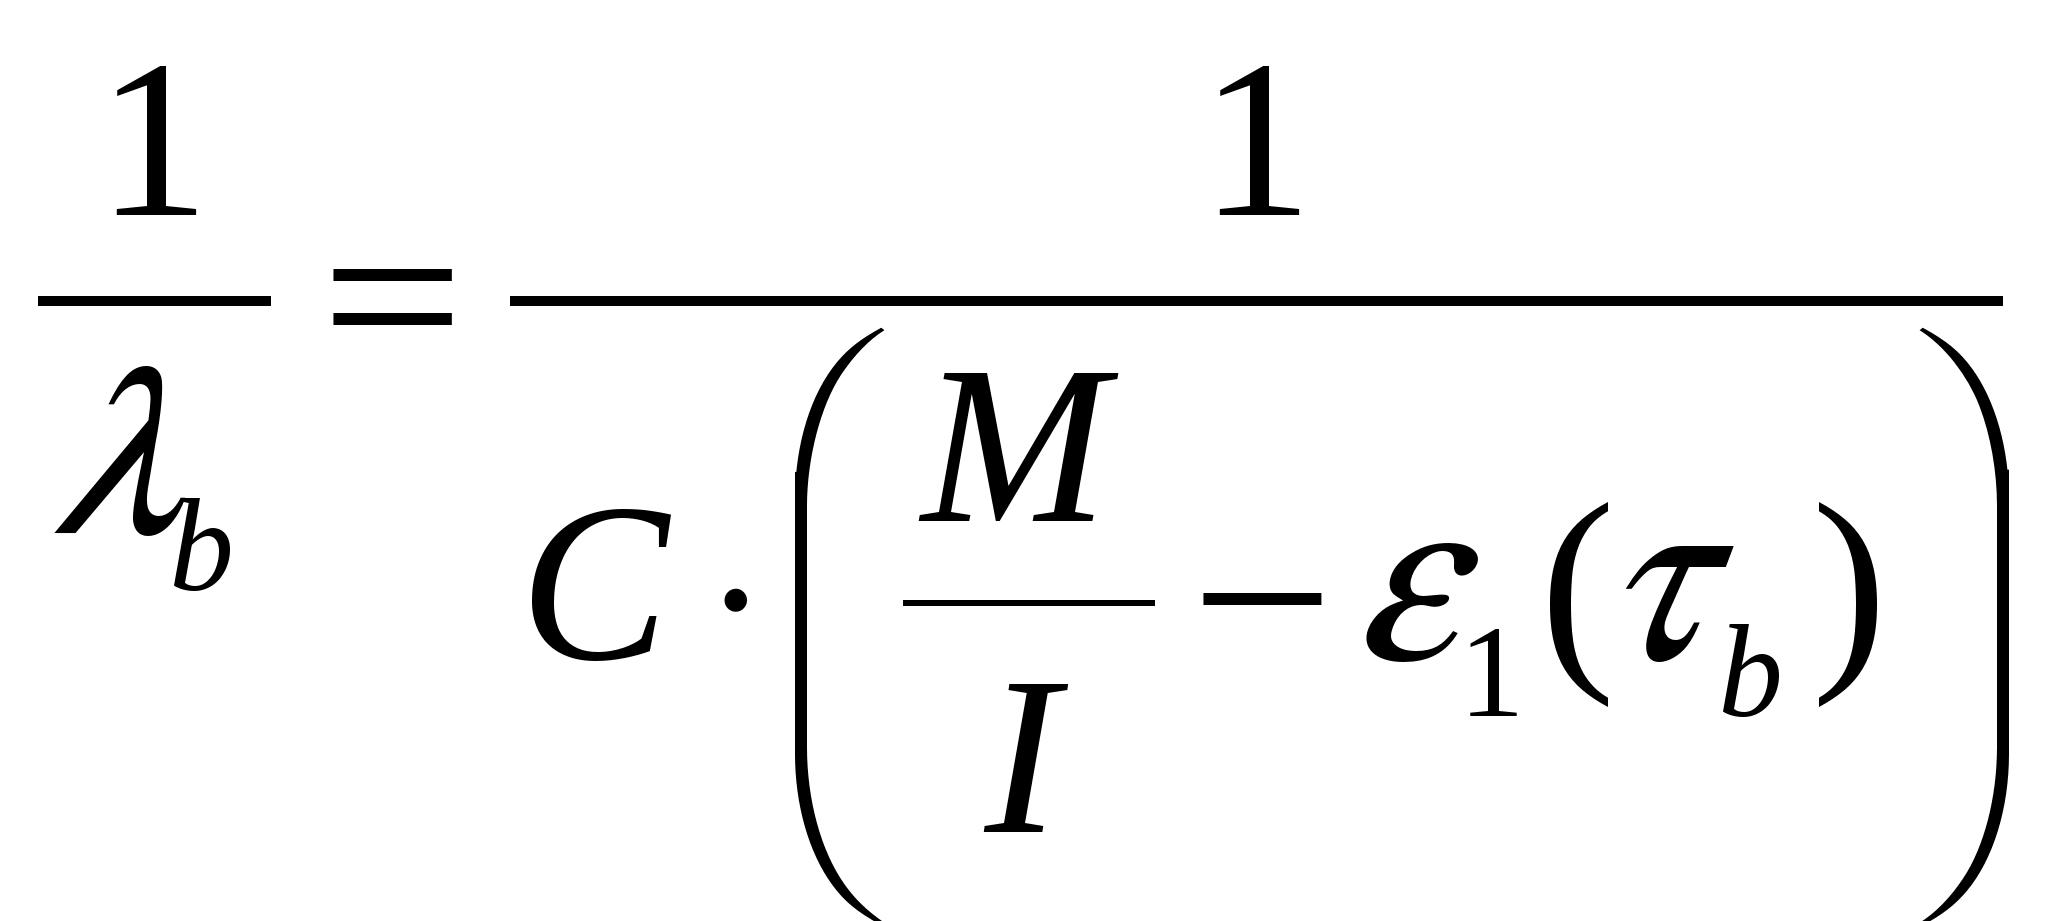 1/λ_b = 1/(C · (M/I − ε_1(τ_b)))